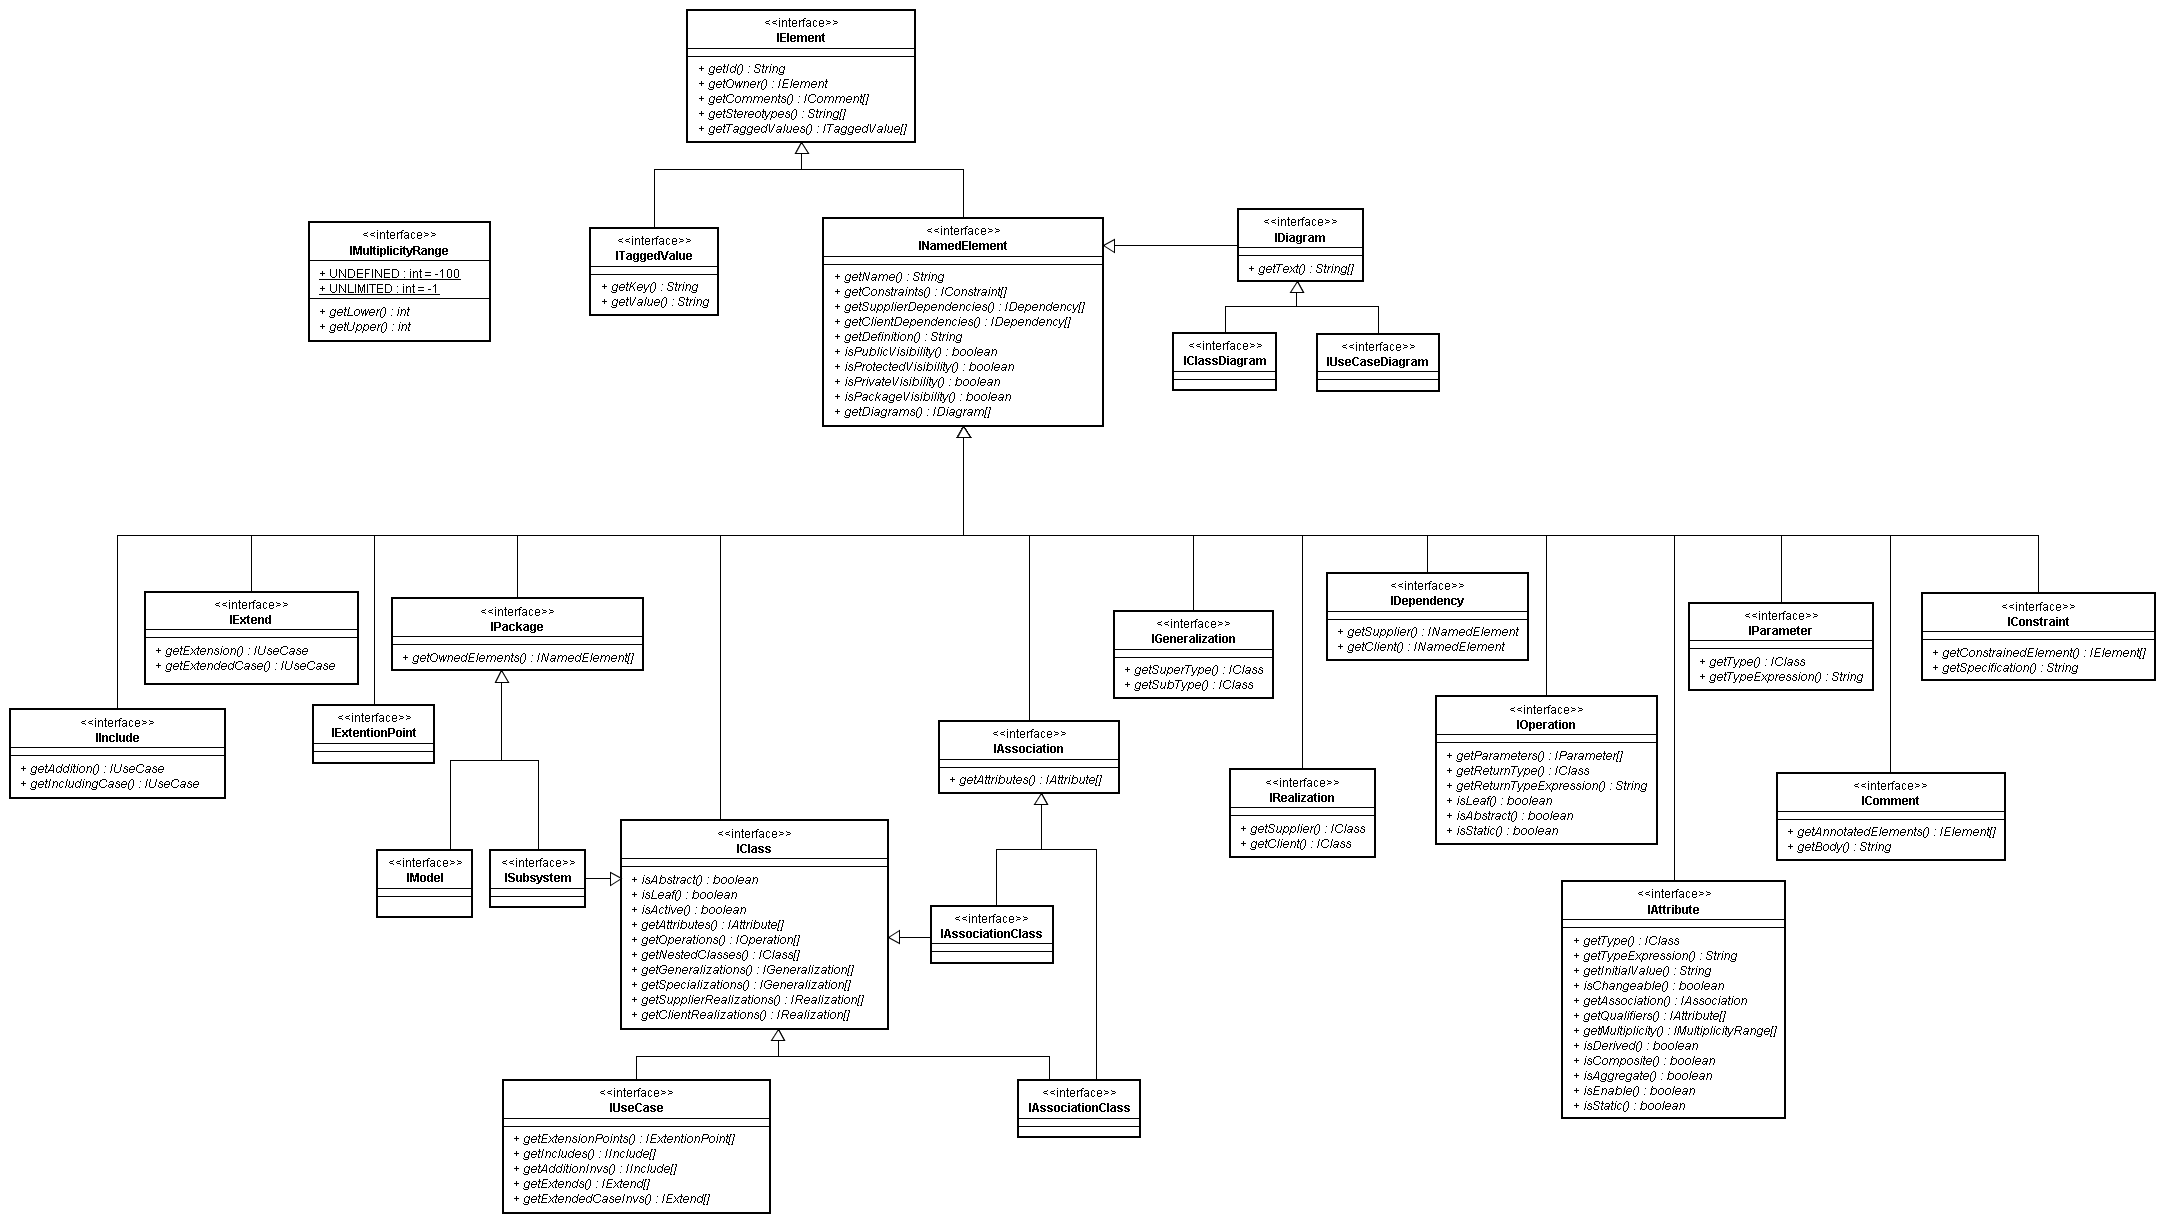 <<interface>>
IElement
+ getId() : String
+ getOwner() : IElement
+ getComments() : IComment[]
+ getStereotypes() : String[]
+ getTaggedValues() : ITaggedValue[]
<<interface>>
IMultiplicityRange
+ UNDEFINED : int = -100
+ UNLIMITED : int = -1
+ getLower() : int
+ getUpper() : int
<<interface>>
ITaggedValue
+ getKey() : String
+ getValue() : String
<<interface>>
INamedElement
+ getName() : String
+ getConstraints() : IConstraint[]
+ getSupplierDependencies() : IDependency[]
+ getClientDependencies() : IDependency[]
+ getDefinition() : String
+ isPublicVisibility() : boolean
+ isProtectedVisibility() : boolean
+ isPrivateVisibility() : boolean
+ isPackageVisibility() : boolean
+ getDiagrams() : IDiagram[]
<<interface>>
IDiagram
+ getText() : String[]
<<interface>>
IClassDiagram
<<interface>>
IUseCaseDiagram
<<interface>>
IInclude
+ getAddition() : IUseCase
+ getIncludingCase() : IUseCase
<<interface>>
IExtend
+ getExtension() : IUseCase
+ getExtendedCase() : IUseCase
<<interface>>
IExtentionPoint
<<interface>>
IPackage
+ getOwnedElements() : INamedElement[]
<<interface>>
IModel
<<interface>>
ISubsystem
<<interface>>
IClass
+ isAbstract() : boolean
+ isLeaf() : boolean
+ isActive() : boolean
+ getAttributes() : IAttribute[]
+ getOperations() : IOperation[]
+ getNestedClasses() : IClass[]
+ getGeneralizations() : IGeneralization[]
+ getSpecializations() : IGeneralization[]
+ getSupplierRealizations() : IRealization[]
+ getClientRealizations() : IRealization[]
<<interface>>
IAssociation
+ getAttributes() : IAttribute[]
<<interface>>
IAssociationClass
<<interface>>
IGeneralization
+ getSuperType() : IClass
+ getSubType() : IClass
<<interface>>
IRealization
+ getSupplier() : IClass
+ getClient() : IClass
<<interface>>
IDependency
+ getSupplier() : INamedElement
+ getClient() : INamedElement
<<interface>>
IOperation
+ getParameters() : IParameter[]
+ getReturnType() : IClass
+ getReturnTypeExpression() : String
+ isLeaf() : boolean
+ isAbstract() : boolean
+ isStatic() : boolean
<<interface>>
IParameter
+ getType() : IClass
+ getTypeExpression() : String
<<interface>>
IComment
+ getAnnotatedElements() : IElement[]
+ getBody() : String
<<interface>>
IConstraint
+ getConstrainedElement() : IElement[]
+ getSpecification() : String
<<interface>>
IAttribute
+ getType() : IClass
+ getTypeExpression() : String
+ getInitialValue() : String
+ isChangeable() : boolean
+ getAssociation() : IAssociation
+ getQualifiers() : IAttribute[]
+ getMultiplicity() : IMultiplicityRange[]
+ isDerived() : boolean
+ isComposite() : boolean
+ isAggregate() : boolean
+ isEnable() : boolean
+ isStatic() : boolean
<<interface>>
IUseCase
+ getExtensionPoints() : IExtentionPoint[]
+ getIncludes() : IInclude[]
+ getAdditionInvs() : IInclude[]
+ getExtends() : IExtend[]
+ getExtendedCaseInvs() : IExtend[]
<<interface>>
IAssociationClass